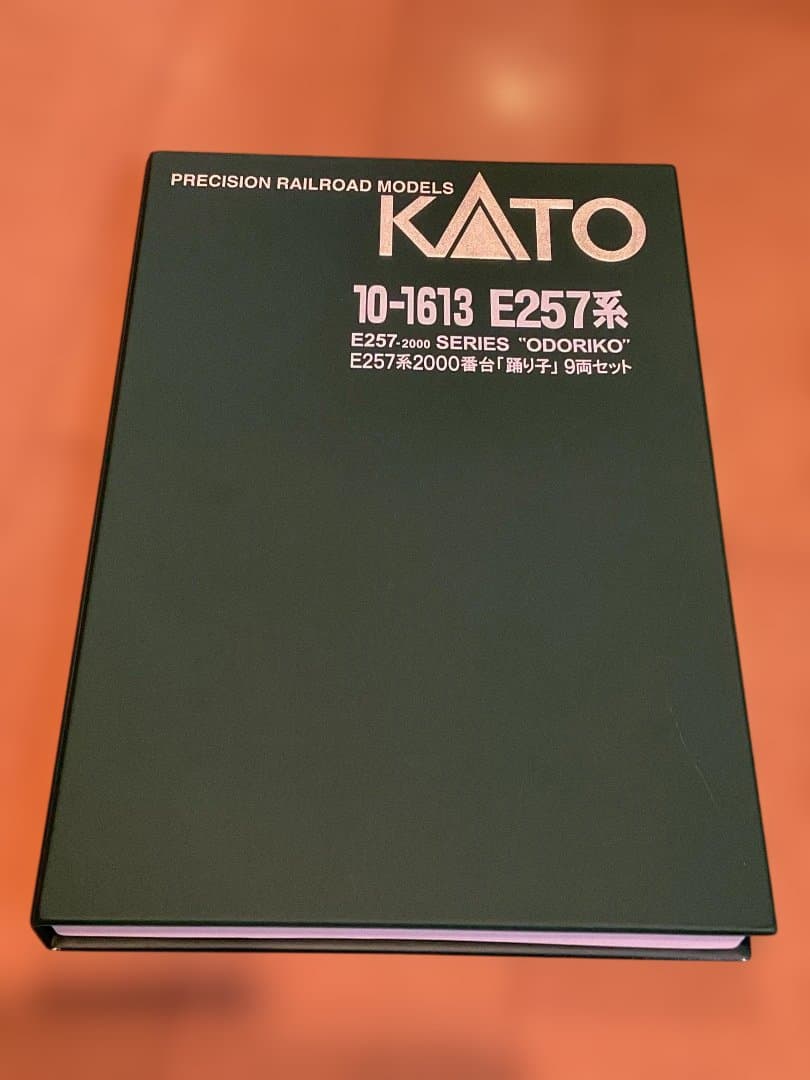 PRECISION RAILROAD MODELS
KATO
10-1613 E257系
E257-2000 SERIES "ODORIKO"
E257系2000番台「踊り子」9両セット